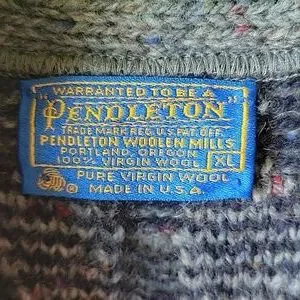 "WARRANTED TO BE A
PENDLETON"
TRADE MARK REG. U.S. PAT. OFF.
PENDLETON WOOLEN MILLS
PORTLAND, OREGON
100% VIRGIN WOOL XL
PURE VIRGIN WOOL
MADE IN U.S.A.